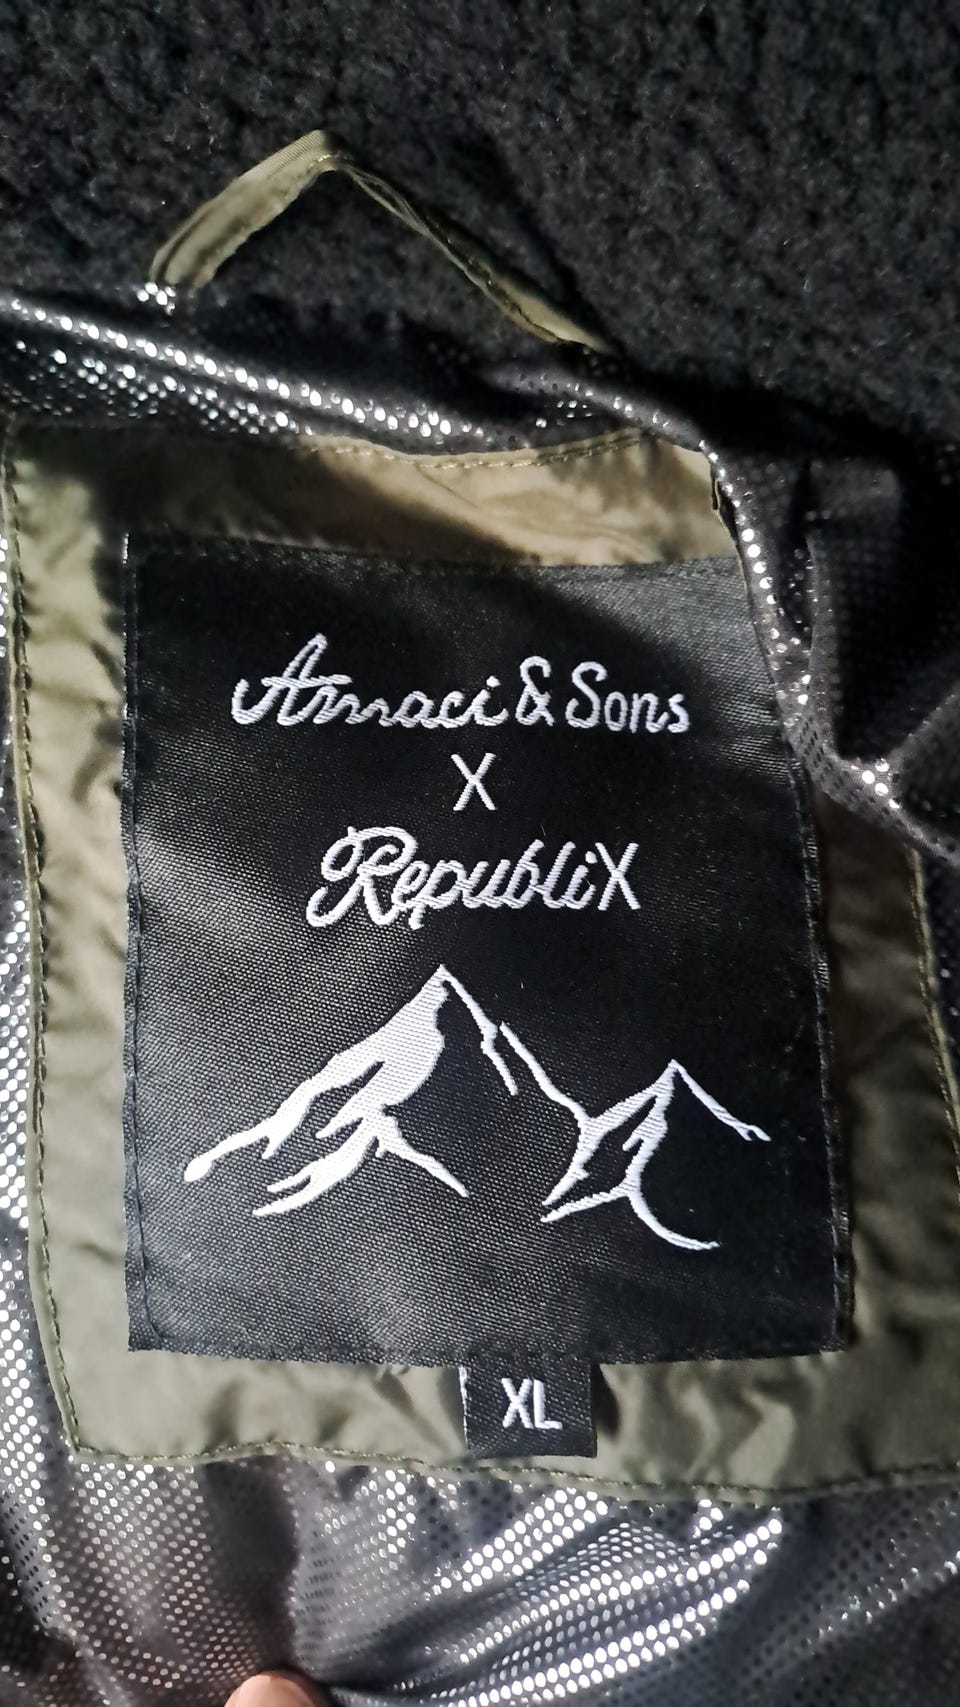 Amaci & Sons
X
RepubliX
XL